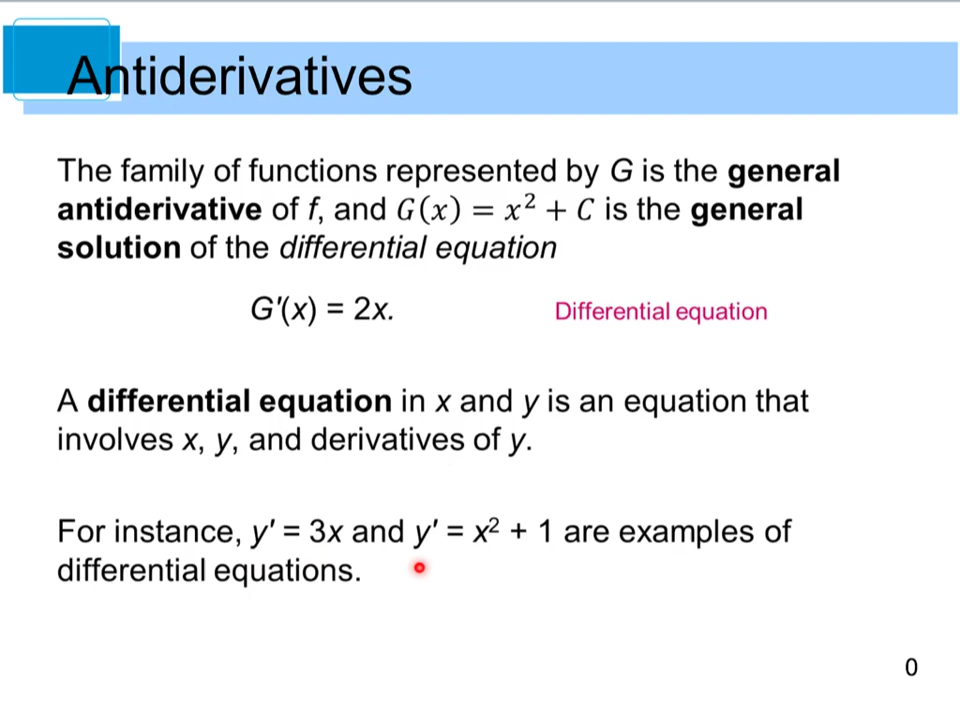 Antiderivatives
The family of functions represented by G is the general
antiderivative of f, and G(x) = x² + C is the general
solution of the differential equation
G′(x) = 2x.
Differential equation
A differential equation in x and y is an equation that
involves x, y, and derivatives of y.
For instance, y′ = 3x and y′ = x² + 1 are examples of
differential equations.
0